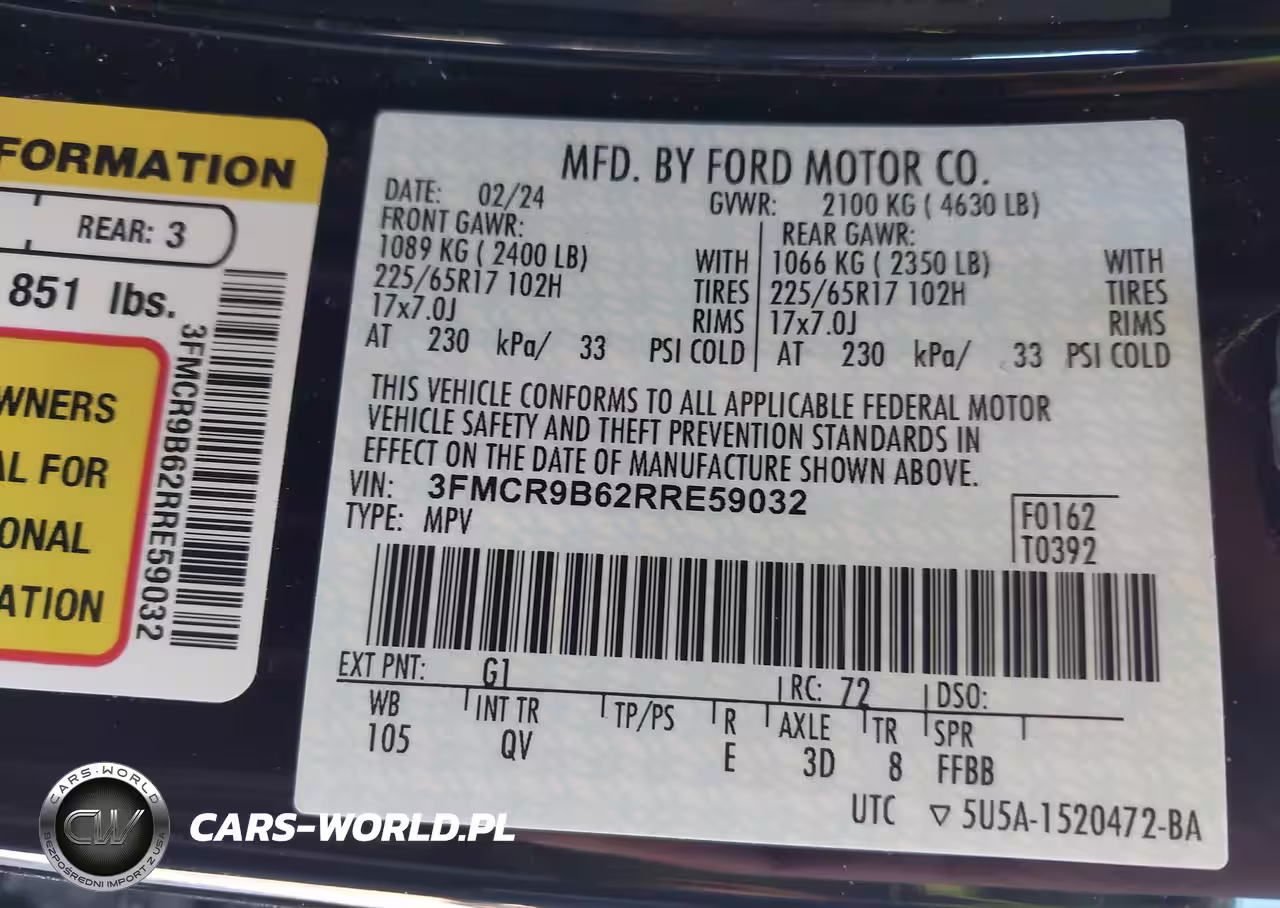 FORMATION
REAR: 3
851 lbs.
WNERS
AL FOR
ONAL
ATION
3FMCR9B62RRE59032
MFD. BY FORD MOTOR CO.
DATE: 02/24 GVWR: 2100 KG ( 4630 LB)
FRONT GAWR: REAR GAWR:
1089 KG ( 2400 LB) WITH 1066 KG ( 2350 LB) WITH
225/65R17 102H TIRES 225/65R17 102H TIRES
17x7.0J RIMS 17x7.0J RIMS
AT 230 kPa/ 33 PSI COLD AT 230 kPa/ 33 PSI COLD
THIS VEHICLE CONFORMS TO ALL APPLICABLE FEDERAL MOTOR
VEHICLE SAFETY AND THEFT PREVENTION STANDARDS IN
EFFECT ON THE DATE OF MANUFACTURE SHOWN ABOVE.
VIN: 3FMCR9B62RRE59032
TYPE: MPV
F0162
T0392
EXT PNT: G1 RC: 72 DSO:
WB INT TR TP/PS R AXLE TR SPR
105 QV E 3D 8 FFBB
UTC ▽ 5U5A-1520472-BA
CARS-WORLD
CW
BEZPOŚREDNI IMPORT Z USA
CARS-WORLD.PL